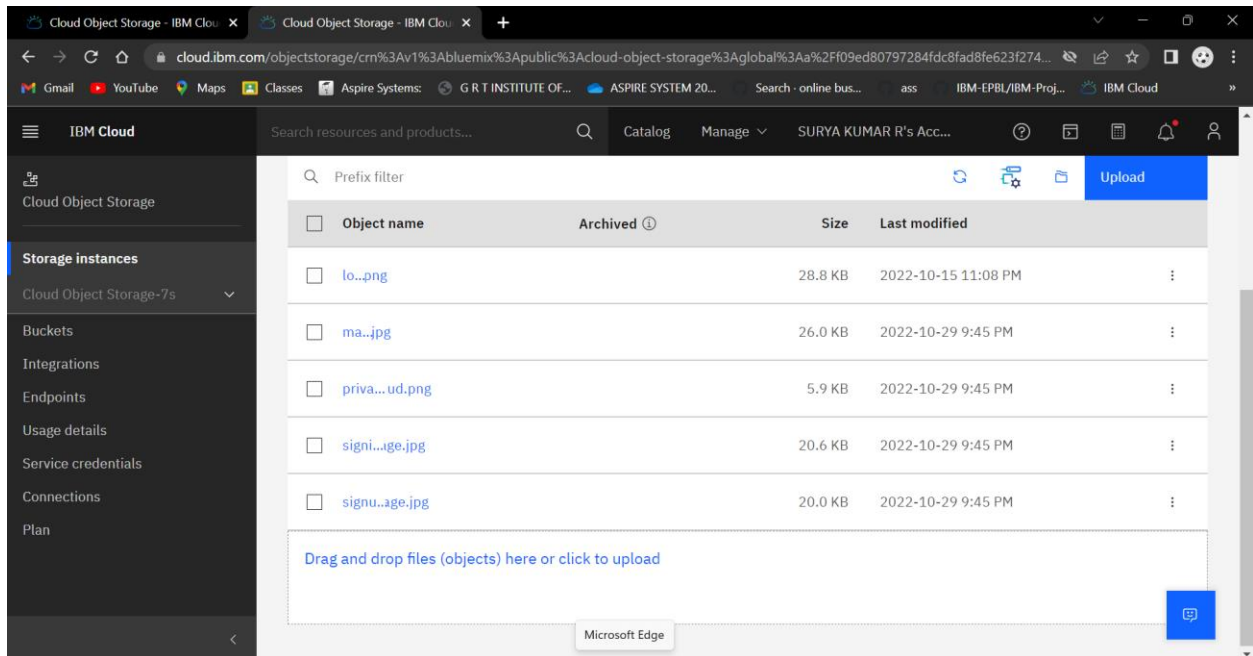 Cloud Object Storage - IBM Clou
Cloud Object Storage - IBM Clou
cloud.ibm.com/objectstorage/crn%3Av1%3Abluemix%3Apublic%3Acloud-object-storage%3Aglobal%3Aa%2Ff09ed80797284fdc8fad8fe623f274...
Gmail YouTube Maps Classes Aspire Systems: G R T INSTITUTE OF... ASPIRE SYSTEM 20... Search · online bus... ass IBM-EPBL/IBM-Proj... IBM Cloud »
IBM Cloud Search resources and products... Catalog Manage SURYA KUMAR R's Acc...
Cloud Object Storage
Storage instances
Cloud Object Storage-7s
Buckets
Integrations
Endpoints
Usage details
Service credentials
Connections
Plan
Prefix filter Upload
Object name Archived Size Last modified
lo...png 28.8 KB 2022-10-15 11:08 PM
ma...jpg 26.0 KB 2022-10-29 9:45 PM
priva...ud.png 5.9 KB 2022-10-29 9:45 PM
signi...age.jpg 20.6 KB 2022-10-29 9:45 PM
signu...age.jpg 20.0 KB 2022-10-29 9:45 PM
Drag and drop files (objects) here or click to upload
Microsoft Edge